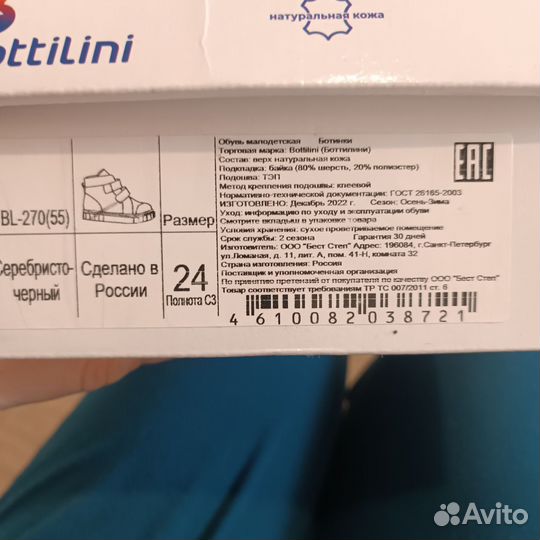 ottilini
натуральная кожа
BL-270(55)
Размер
Серебристо-
черный
Сделано в
России
24
Полнота С3
Обувь малодетская Ботинки
Торговая марка: Bottilini (Боттилини)
Состав: верх натуральная кожа
Подкладка: байка (80% шерсть, 20% полиэстер)
Подошва: ТЭП
Метод крепления подошвы: клеевой
Нормативно-технической документации: ГОСТ 26165-2003
ИЗГОТОВЛЕНО: Декабрь 2022 г. Сезон: Осень-Зима
Уход: информацию по уходу и эксплуатации обуви
Смотрите вкладыш в упаковке товара
Условия хранения: сухое проветриваемое помещение
Срок службы: 2 сезона Гарантия 30 дней
Изготовитель: ООО "Бест Степ" Адрес: 196084, г.Санкт-Петербург
ул.Ломаная, д. 11, лит. А, пом. 41-Н, комната 32
Страна изготовления: Россия
Поставщик и уполномоченная организация
По принятию претензий от покупателя по качеству ООО "Бест Степ"
Товар соответствует требованиям ТР ТС 007/2011 ст. 6
EAC
4 610082 038721
Avito